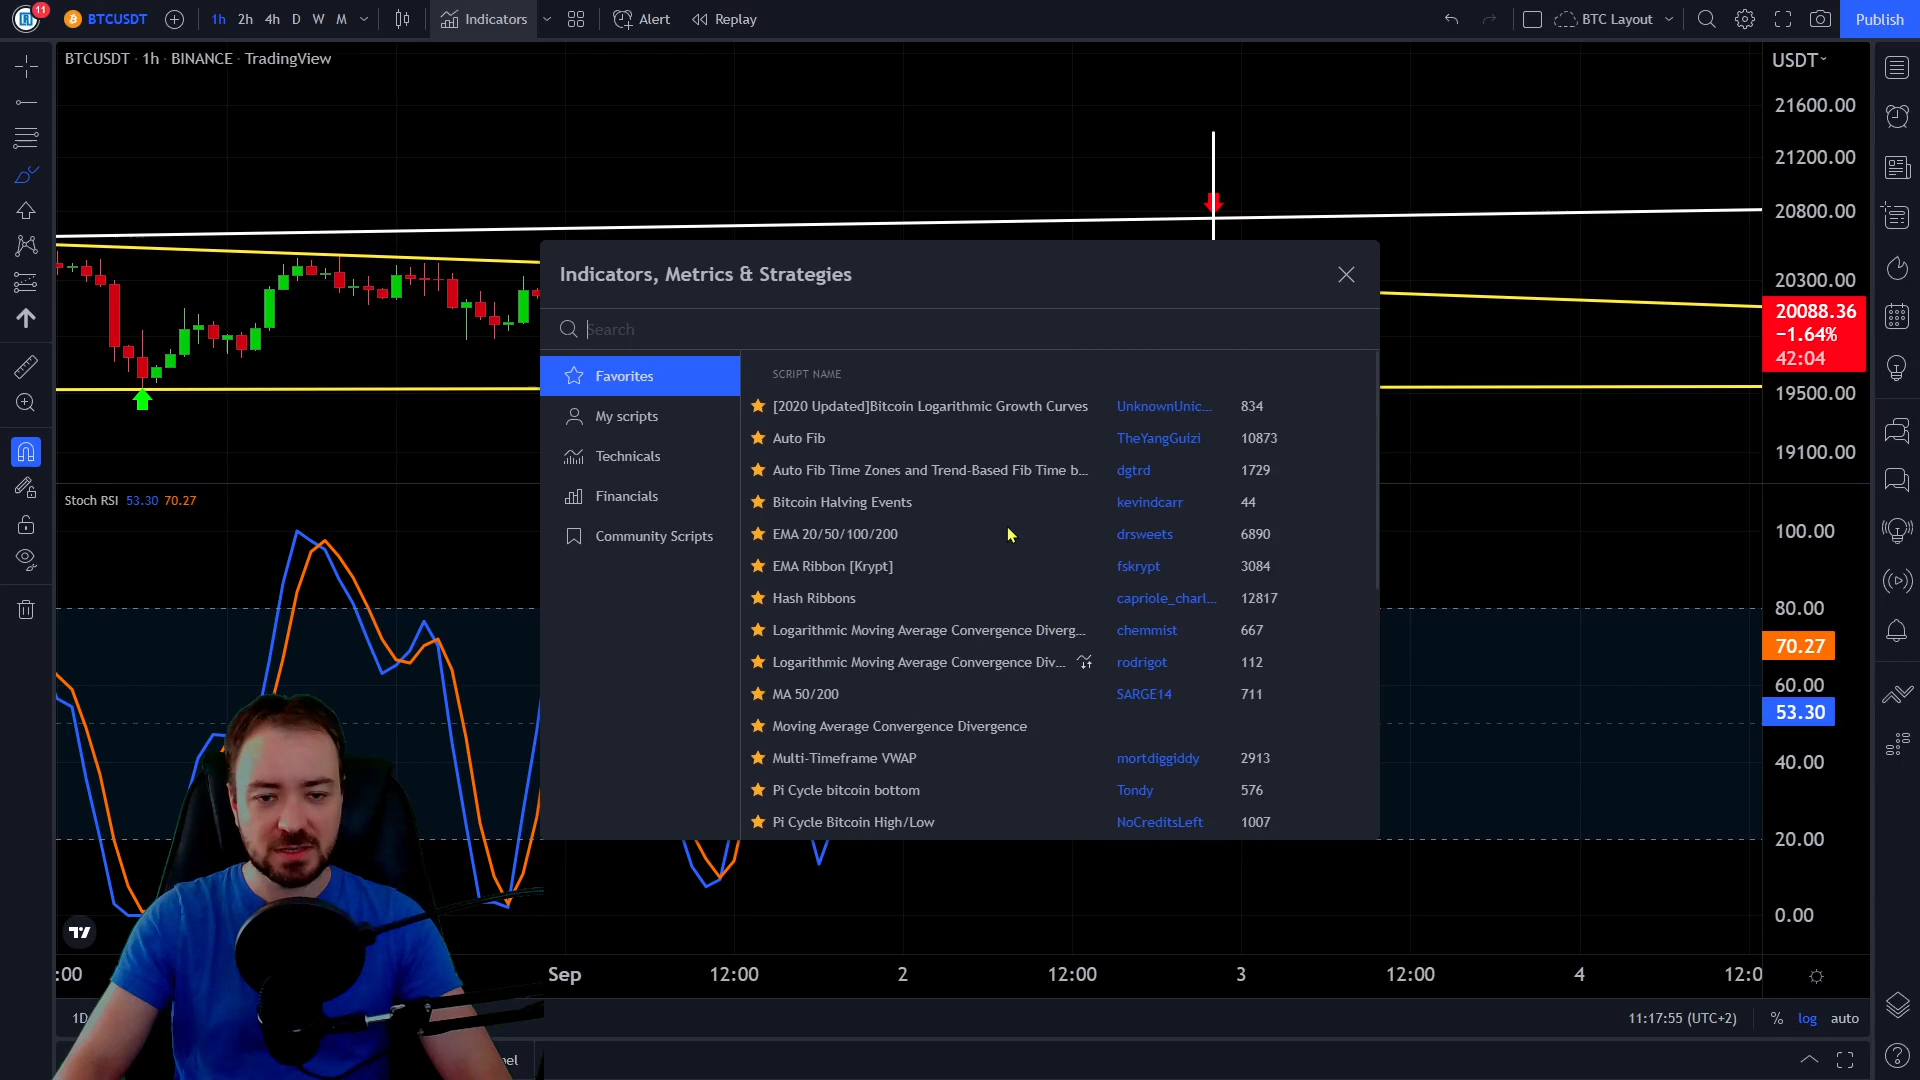 11
BTCUSDT
1h 2h 4h D W M
Indicators
Alert
Replay
BTC Layout
Publish
BTCUSDT · 1h · BINANCE · TradingView
USDT
21600.00
21200.00
20800.00
20300.00
20088.36
−1.64%
42:04
19500.00
19100.00
Indicators, Metrics & Strategies
Search
Favorites
My scripts
Technicals
Financials
Community Scripts
SCRIPT NAME
[2020 Updated]Bitcoin Logarithmic Growth Curves UnknownUnic... 834
Auto Fib TheYangGuizi 10873
Auto Fib Time Zones and Trend-Based Fib Time b... dgtrd 1729
Bitcoin Halving Events kevindcarr 44
EMA 20/50/100/200 drsweets 6890
EMA Ribbon [Krypt] fskrypt 3084
Hash Ribbons capriole_charl... 12817
Logarithmic Moving Average Convergence Diverg... chemmist 667
Logarithmic Moving Average Convergence Div... rodrigot 112
MA 50/200 SARGE14 711
Moving Average Convergence Divergence
Multi-Timeframe VWAP mortdiggiddy 2913
Pi Cycle bitcoin bottom Tondy 576
Pi Cycle Bitcoin High/Low NoCreditsLeft 1007
Stoch RSI 53.30 70.27
100.00
80.00
70.27
60.00
53.30
40.00
20.00
0.00
:00 Sep 12:00 2 12:00 3 12:00 4 12:0
1D
11:17:55 (UTC+2) % log auto
nel